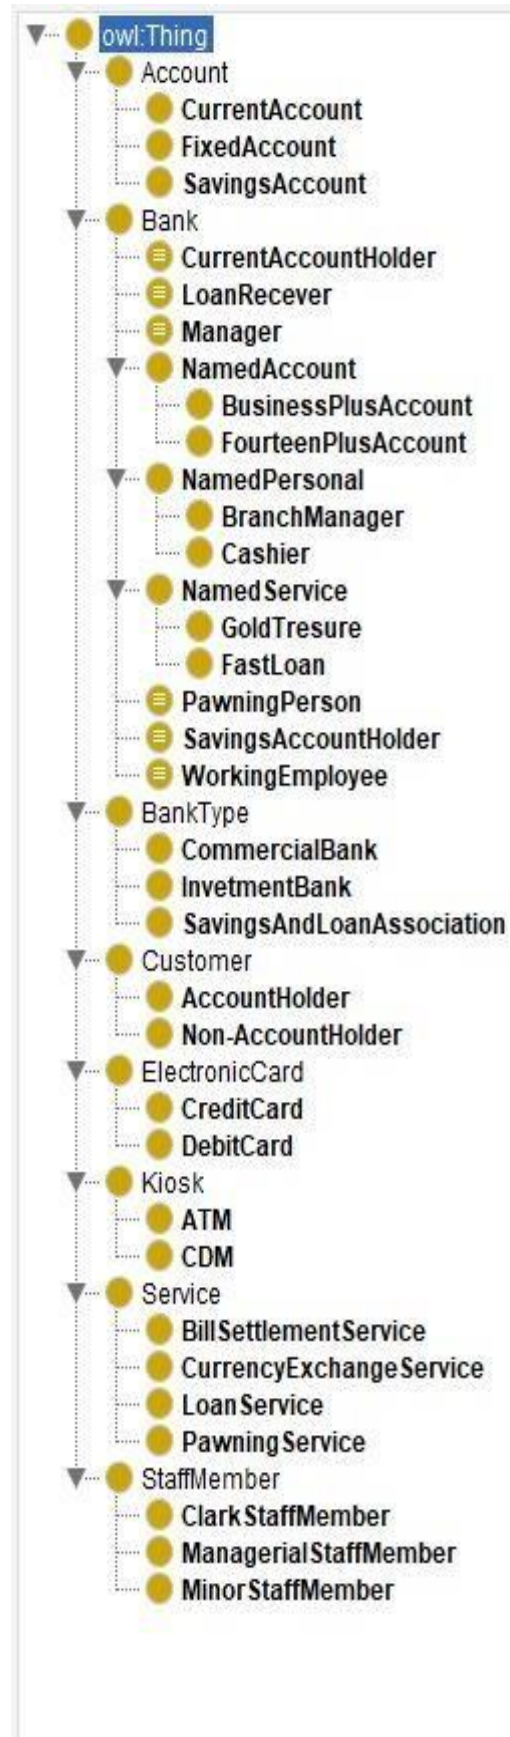 owl:Thing
Account
CurrentAccount
FixedAccount
SavingsAccount
Bank
CurrentAccountHolder
LoanRecever
Manager
NamedAccount
BusinessPlusAccount
FourteenPlusAccount
NamedPersonal
BranchManager
Cashier
NamedService
GoldTresure
FastLoan
PawningPerson
SavingsAccountHolder
WorkingEmployee
BankType
CommercialBank
InvetmentBank
SavingsAndLoanAssociation
Customer
AccountHolder
Non-AccountHolder
ElectronicCard
CreditCard
DebitCard
Kiosk
ATM
CDM
Service
BillSettlementService
CurrencyExchangeService
LoanService
PawningService
StaffMember
ClarkStaffMember
ManagerialStaffMember
MinorStaffMember